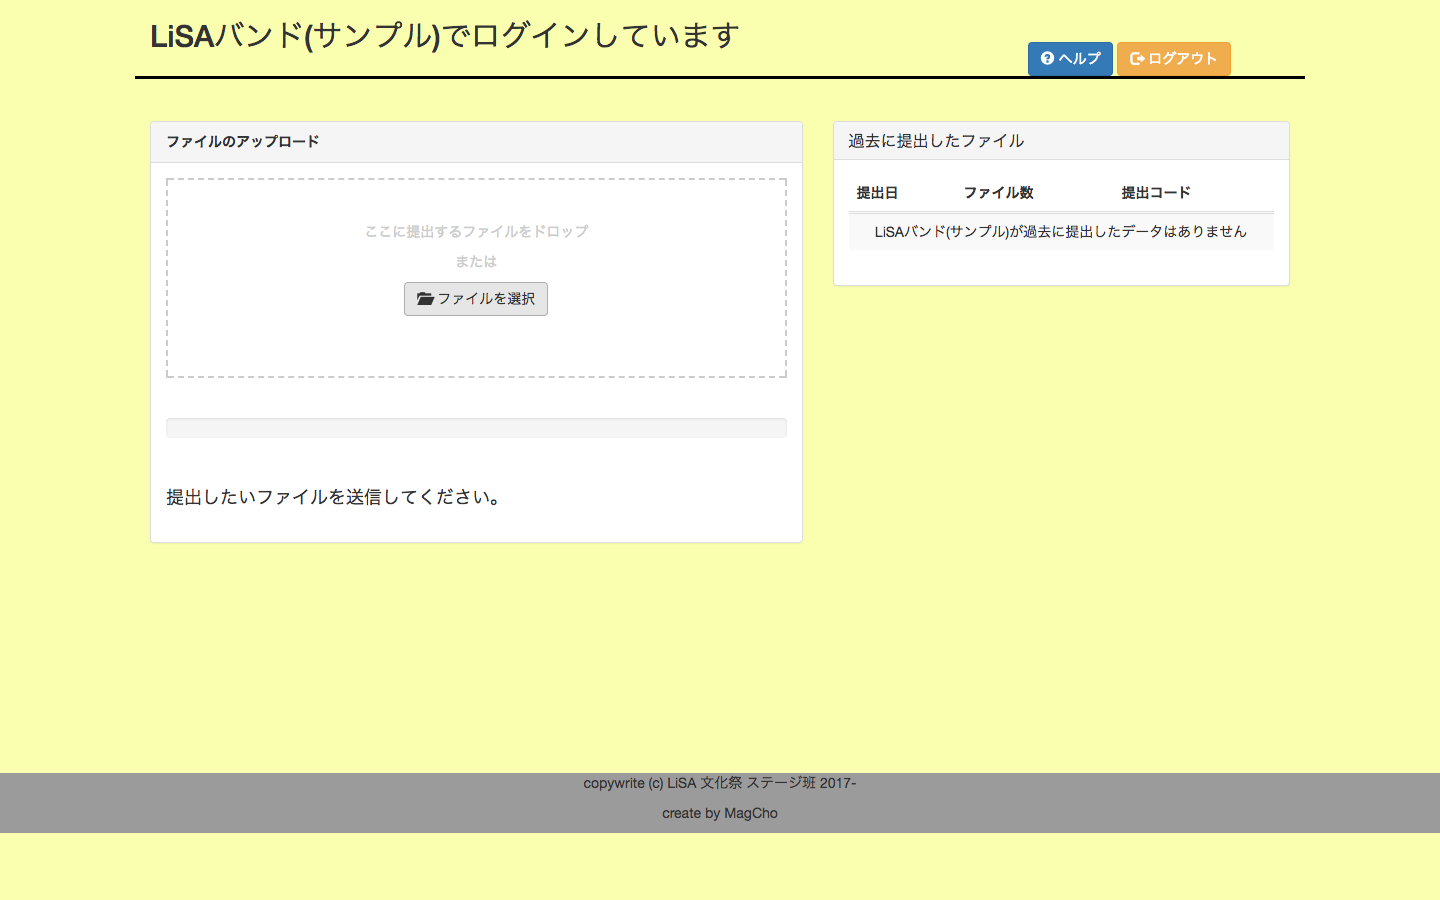 LiSAバンド(サンプル)でログインしています
ヘルプ
ログアウト
ファイルのアップロード
ここに提出するファイルをドロップ
または
ファイルを選択
提出したいファイルを送信してください。
過去に提出したファイル
提出日 ファイル数 提出コード
LiSAバンド(サンプル)が過去に提出したデータはありません
copywrite (c) LiSA 文化祭 ステージ班 2017-
create by MagCho